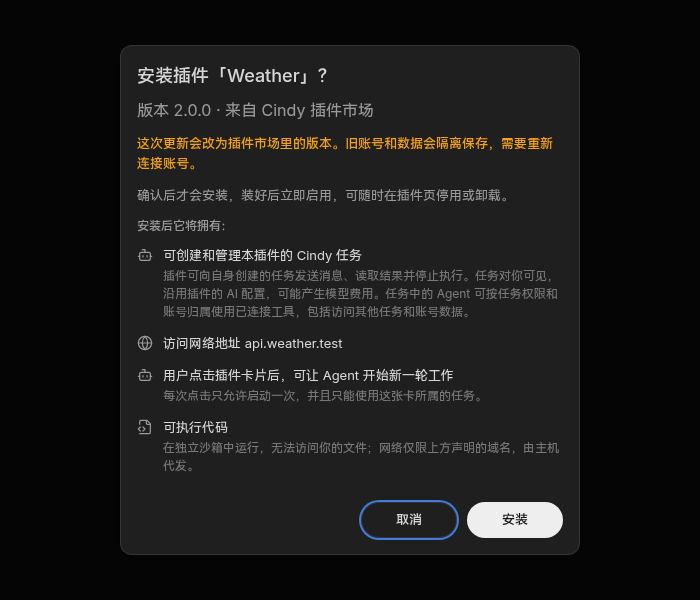 安装插件「Weather」?
版本 2.0.0 · 来自 Cindy 插件市场
这次更新会改为插件市场里的版本。旧账号和数据会隔离保存，需要重新
连接账号。
确认后才会安装，装好后立即启用，可随时在插件页停用或卸载。
安装后它将拥有:
可创建和管理本插件的 Cindy 任务
插件可向自身创建的任务发送消息、读取结果并停止执行。任务对你可见，
沿用插件的 AI 配置，可能产生模型费用。任务中的 Agent 可按任务权限和
账号归属使用已连接工具，包括访问其他任务和账号数据。
访问网络地址 api.weather.test
用户点击插件卡片后，可让 Agent 开始新一轮工作
每次点击只允许启动一次，并且只能使用这张卡所属的任务。
可执行代码
在独立沙箱中运行，无法访问你的文件；网络仅限上方声明的域名，由主机
代发。
取消
安装